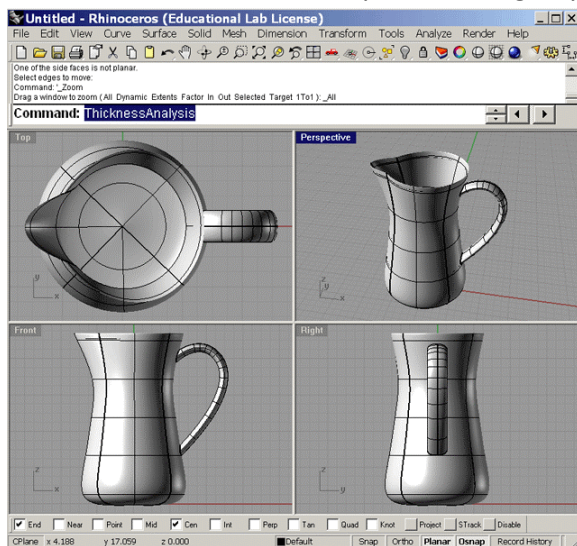 Untitled - Rhinoceros (Educational Lab License)
File Edit View Curve Surface Solid Mesh Dimension Transform Tools Analyze Render Help
One of the side faces is not planar.
Select edges to move:
Command: '_Zoom
Drag a window to zoom ( All Dynamic Extents Factor In Out Selected Target 1To1 ): _All
Command: ThicknessAnalysis
Top
Perspective
y
x
z
y
x
Front
Right
z
x
z
y
End Near Point Mid Cen Int Perp Tan Quad Knot Project STrack Disable
CPlane x 4.188 y 17.059 z 0.000 Default Snap Ortho Planar Osnap Record History